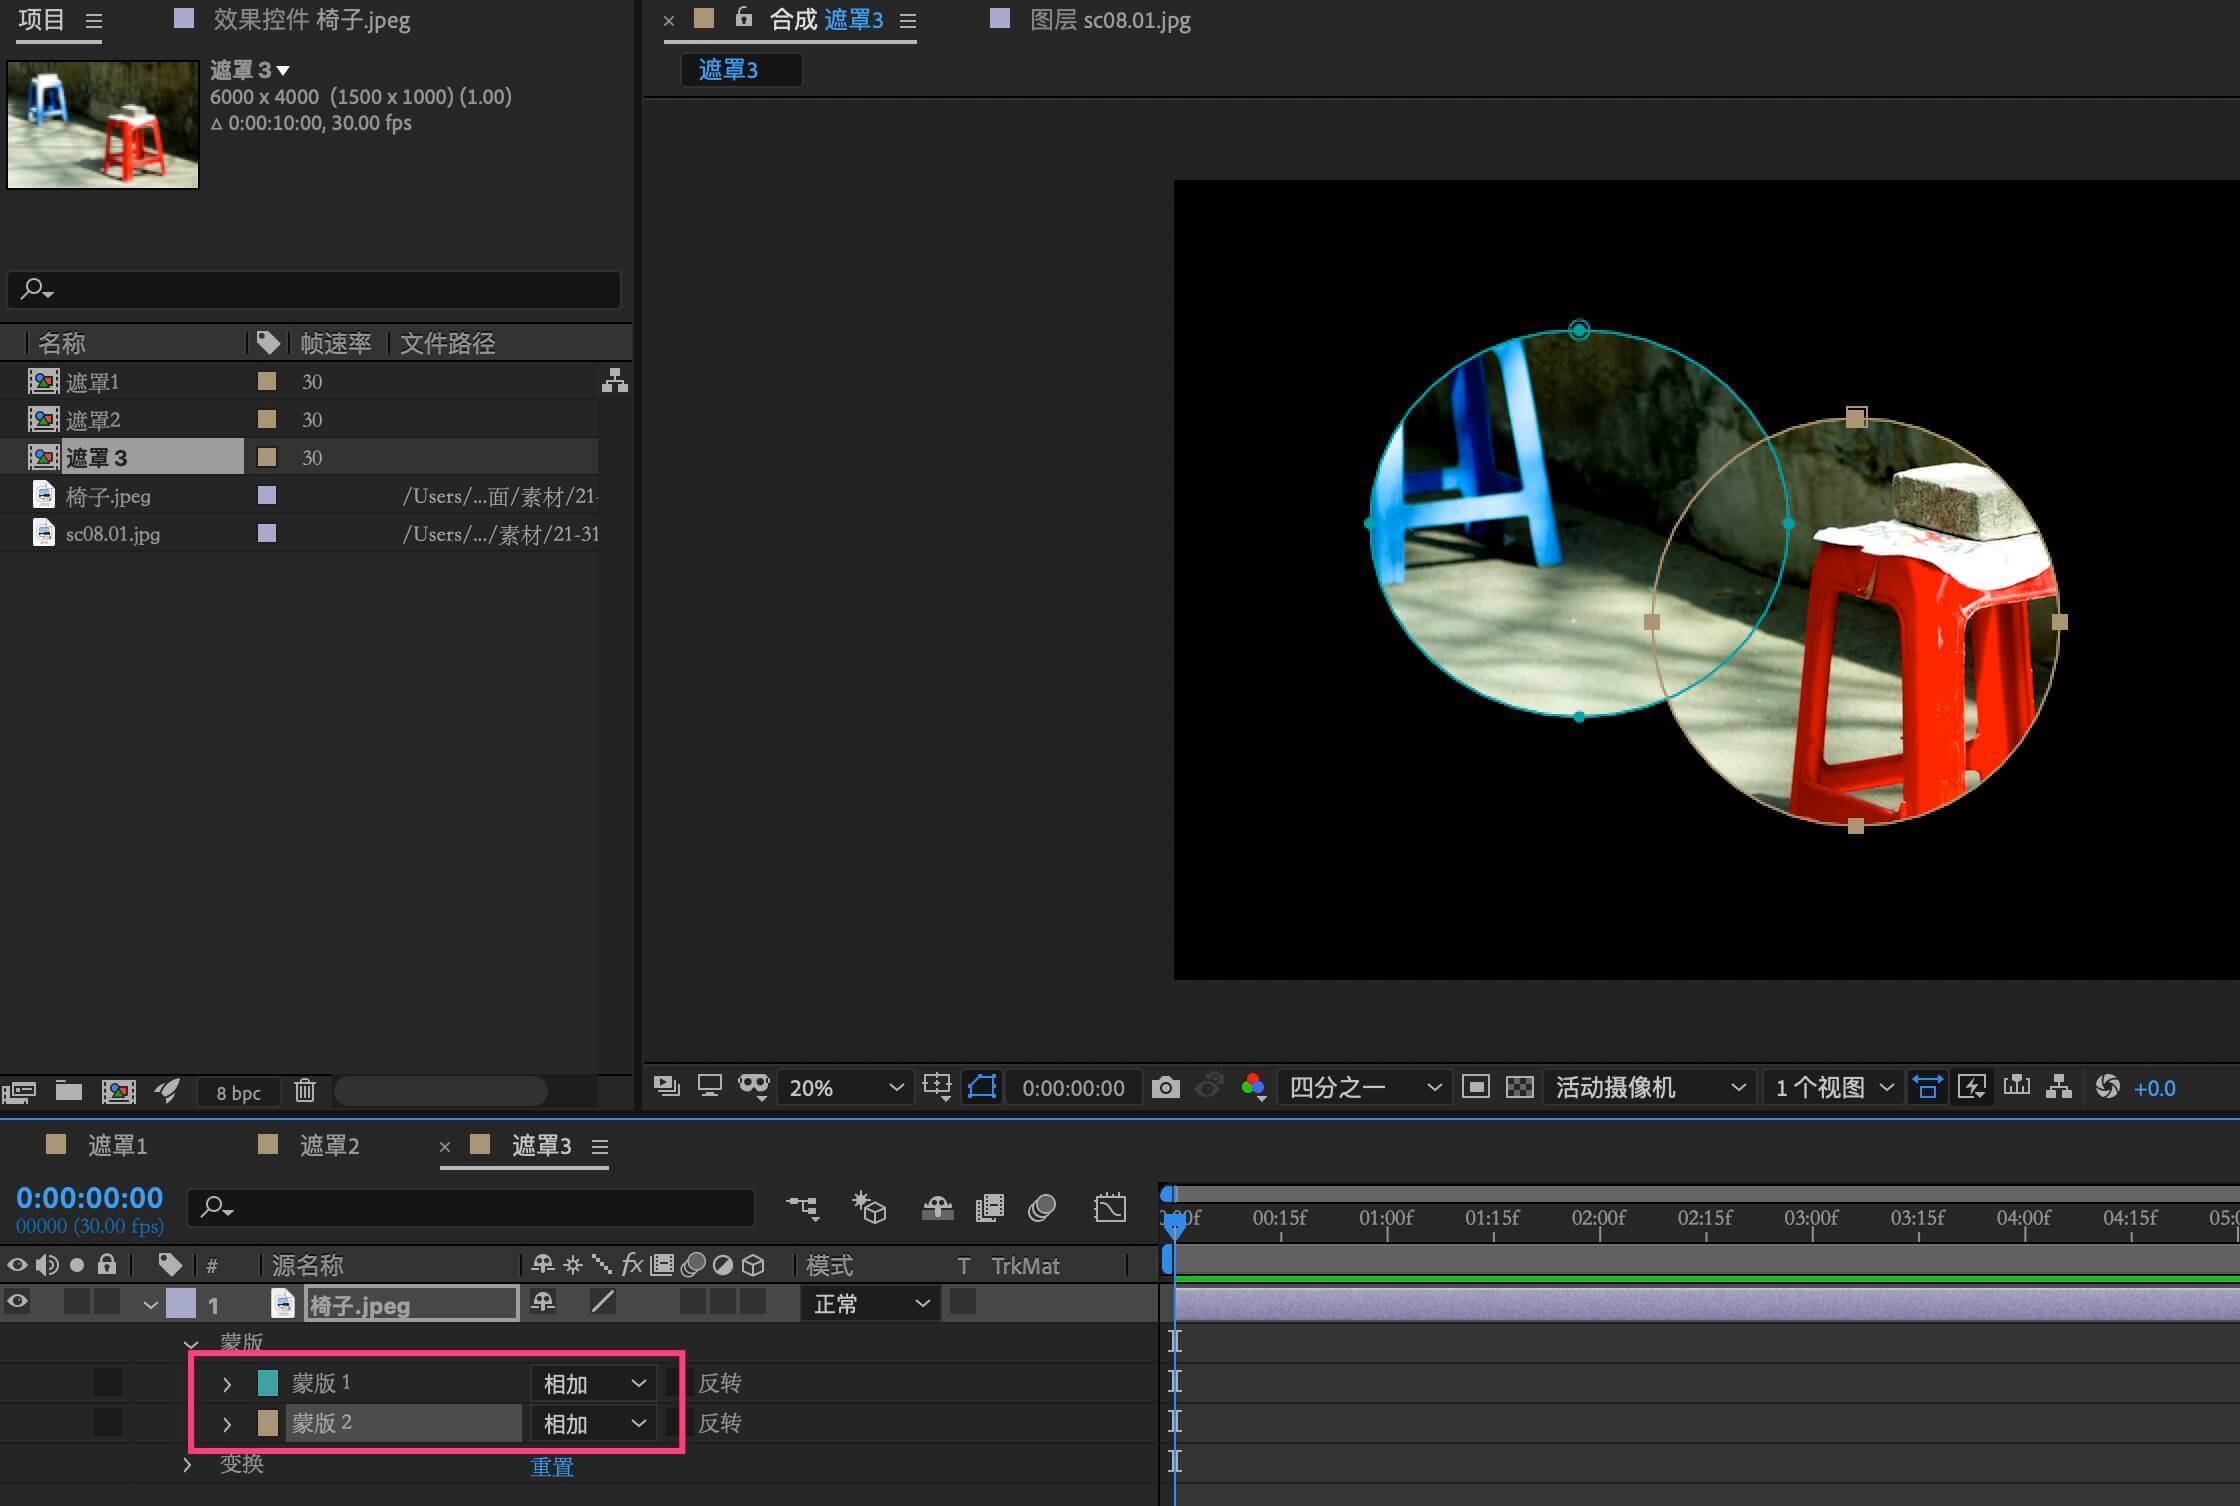 项目
效果控件 椅子.jpeg
合成 遮罩3
图层 sc08.01.jpg
遮罩3
遮罩 3
6000 x 4000 (1500 x 1000) (1.00)
Δ 0:00:10:00, 30.00 fps
名称
帧速率
文件路径
遮罩1
30
遮罩2
30
遮罩 3
30
椅子.jpeg
/Users/...面/素材/21-
sc08.01.jpg
/Users/.../素材/21-31
8 bpc
20%
0:00:00:00
四分之一
活动摄像机
1 个视图
+0.0
遮罩1
遮罩2
遮罩3
0:00:00:00
00000 (30.00 fps)
00:15f
01:00f
01:15f
02:00f
02:15f
03:00f
03:15f
04:00f
04:15f
#
源名称
fx
模式
T
TrkMat
1
椅子.jpeg
正常
蒙版
蒙版 1
相加
反转
蒙版 2
相加
反转
变换
重置